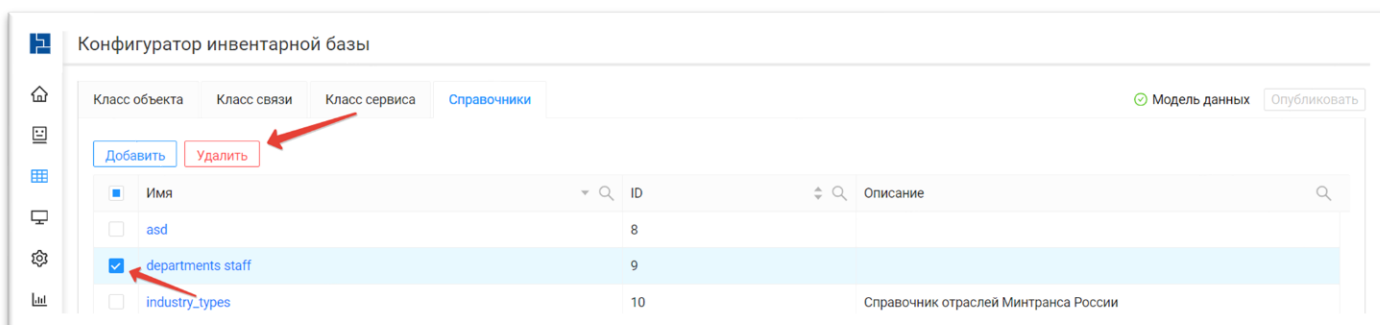 Конфигуратор инвентарной базы
Класс объекта Класс связи Класс сервиса Справочники Модель данных Опубликовать
Добавить Удалить
Имя ID Описание
asd 8
departments staff 9
industry_types 10 Справочник отраслей Минтранса России